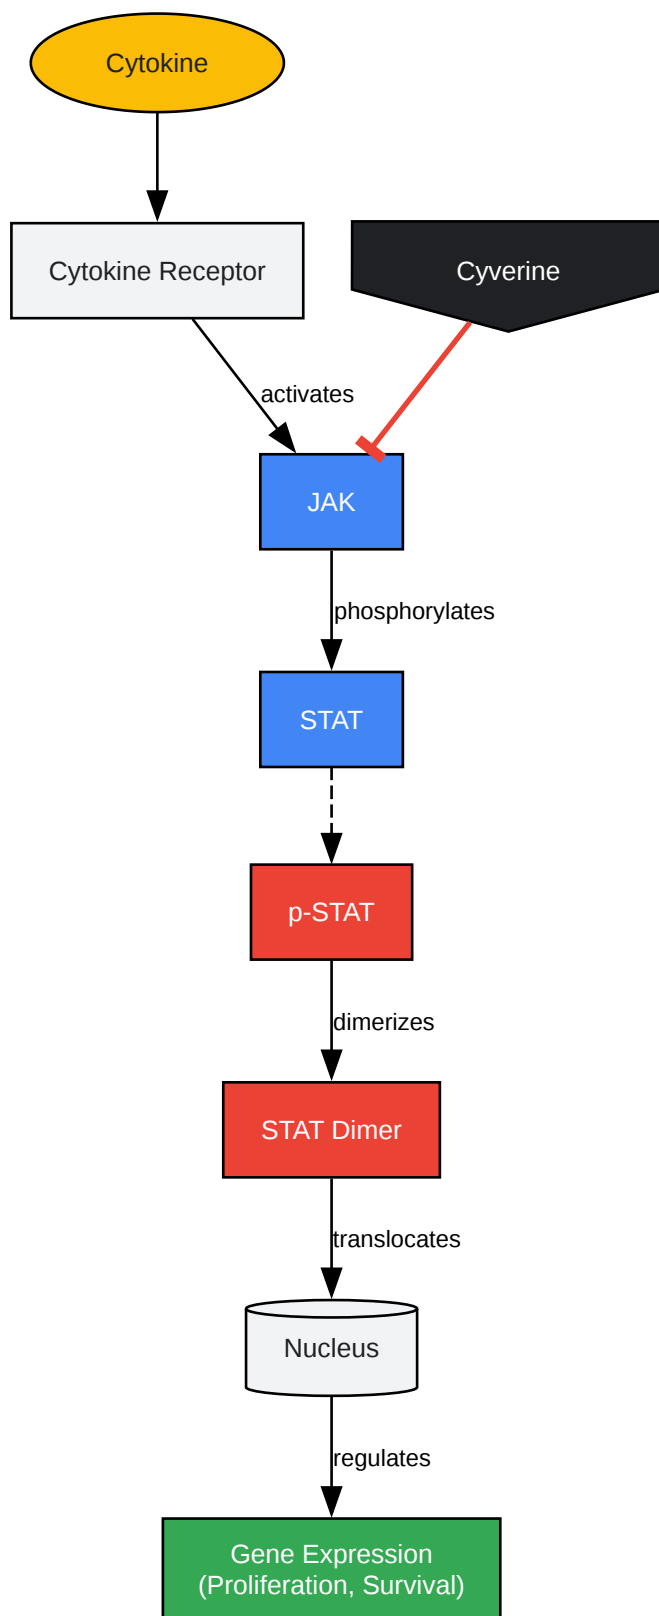 Cytokine
Cytokine Receptor
Cyverine
activates
JAK
phosphorylates
STAT
p-STAT
dimerizes
STAT Dimer
translocates
Nucleus
regulates
Gene Expression
(Proliferation, Survival)